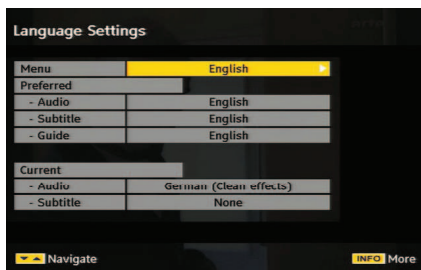 Language Settings
Menu English
Preferred
- Audio English
- Subtitle English
- Guide English
Current
- Audio German (Clean effects)
- Subtitle None
Navigate INFO More